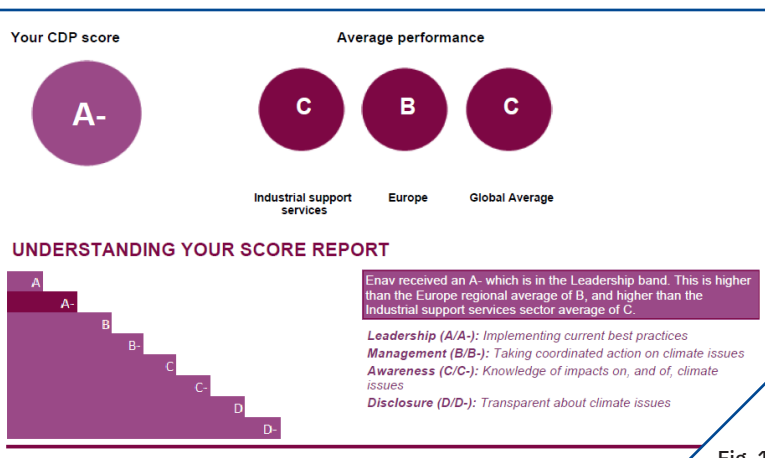 Your CDP score
Average performance
A-
C
B
C
Industrial support
services
Europe
Global Average
UNDERSTANDING YOUR SCORE REPORT
A
A-
B
B-
C
C-
D
D-
Enav received an A- which is in the Leadership band. This is higher
than the Europe regional average of B, and higher than the
Industrial support services sector average of C.
Leadership (A/A-): Implementing current best practices
Management (B/B-): Taking coordinated action on climate issues
Awareness (C/C-): Knowledge of impacts on, and of, climate
issues
Disclosure (D/D-): Transparent about climate issues
Fig. 1